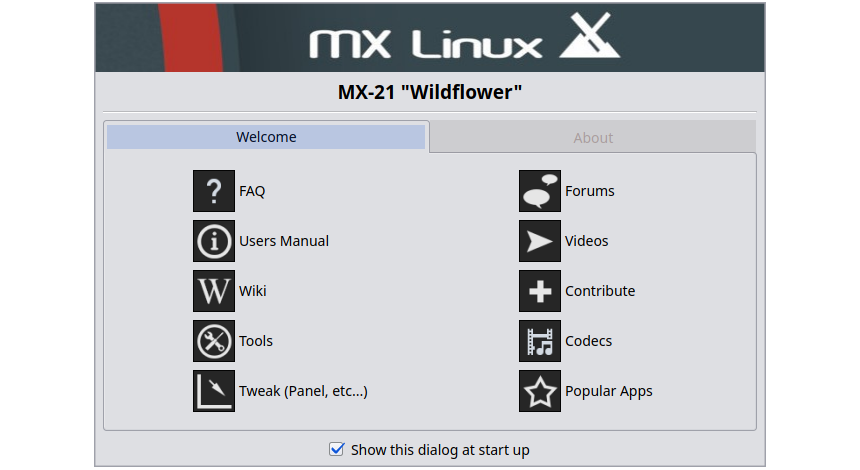 MX Linux
MX-21 "Wildflower"
Welcome
About
FAQ
Users Manual
Wiki
Tools
Tweak (Panel, etc...)
Forums
Videos
Contribute
Codecs
Popular Apps
Show this dialog at start up